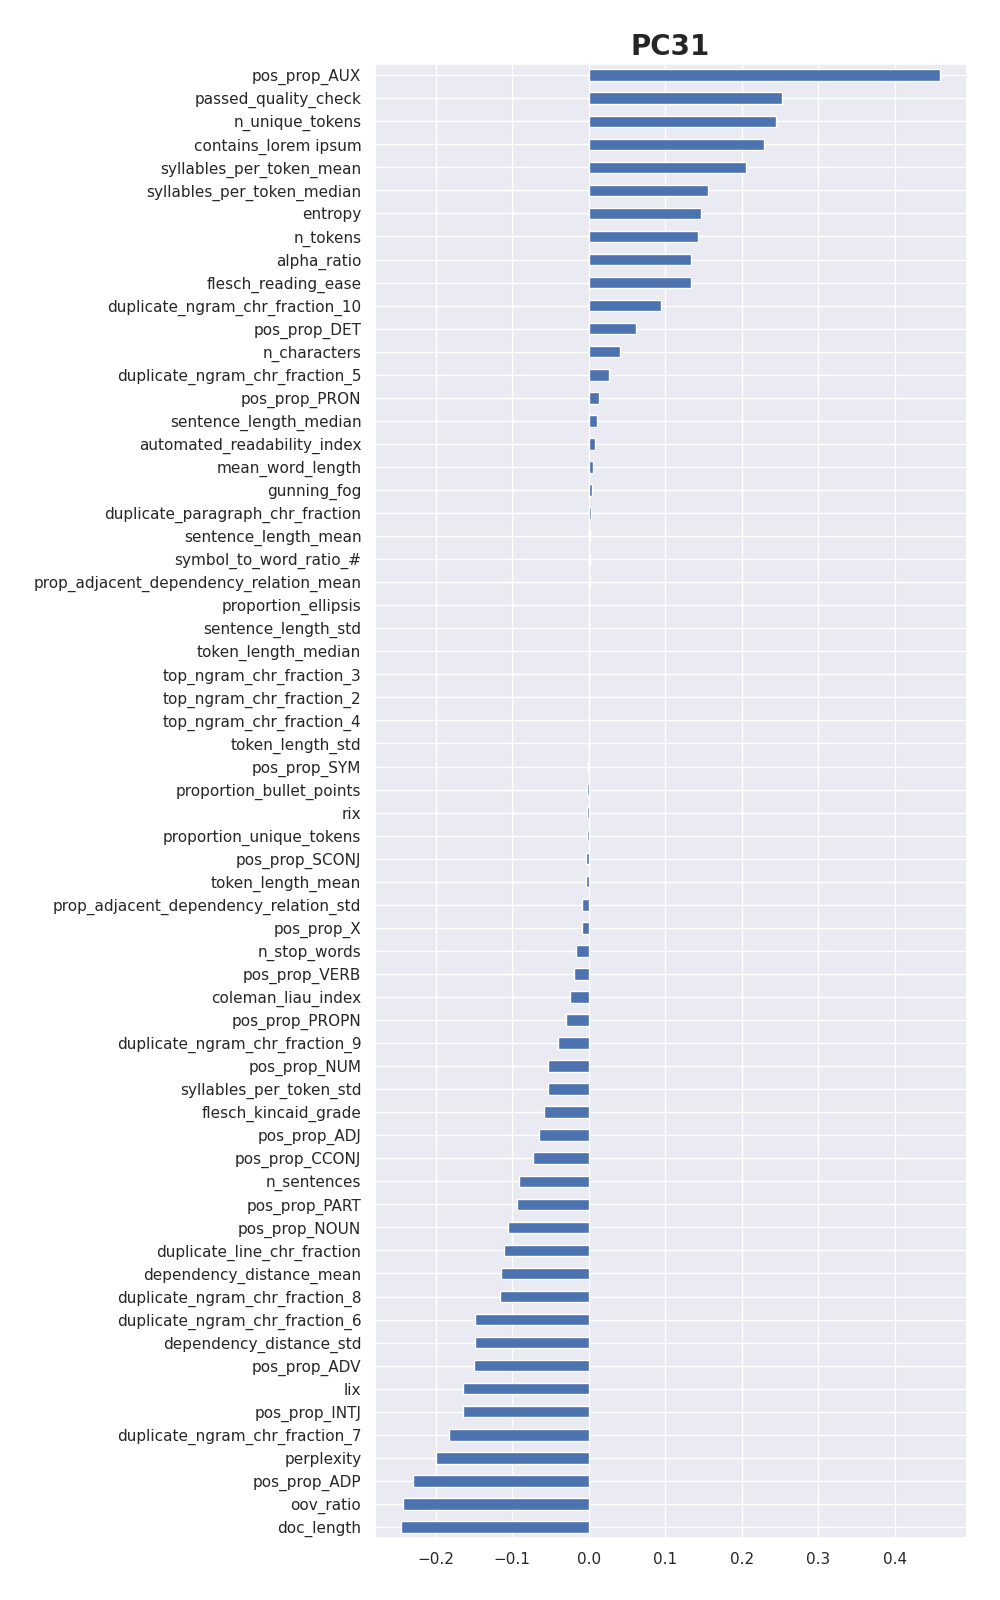 PC31
pos_prop_AUX
passed_quality_check
n_unique_tokens
contains_lorem ipsum
syllables_per_token_mean
syllables_per_token_median
entropy
n_tokens
alpha_ratio
flesch_reading_ease
duplicate_ngram_chr_fraction_10
pos_prop_DET
n_characters
duplicate_ngram_chr_fraction_5
pos_prop_PRON
sentence_length_median
automated_readability_index
mean_word_length
gunning_fog
duplicate_paragraph_chr_fraction
sentence_length_mean
symbol_to_word_ratio_#
prop_adjacent_dependency_relation_mean
proportion_ellipsis
sentence_length_std
token_length_median
top_ngram_chr_fraction_3
top_ngram_chr_fraction_2
top_ngram_chr_fraction_4
token_length_std
pos_prop_SYM
proportion_bullet_points
rix
proportion_unique_tokens
pos_prop_SCONJ
token_length_mean
prop_adjacent_dependency_relation_std
pos_prop_X
n_stop_words
pos_prop_VERB
coleman_liau_index
pos_prop_PROPN
duplicate_ngram_chr_fraction_9
pos_prop_NUM
syllables_per_token_std
flesch_kincaid_grade
pos_prop_ADJ
pos_prop_CCONJ
n_sentences
pos_prop_PART
pos_prop_NOUN
duplicate_line_chr_fraction
dependency_distance_mean
duplicate_ngram_chr_fraction_8
duplicate_ngram_chr_fraction_6
dependency_distance_std
pos_prop_ADV
lix
pos_prop_INTJ
duplicate_ngram_chr_fraction_7
perplexity
pos_prop_ADP
oov_ratio
doc_length
−0.2 −0.1 0.0 0.1 0.2 0.3 0.4